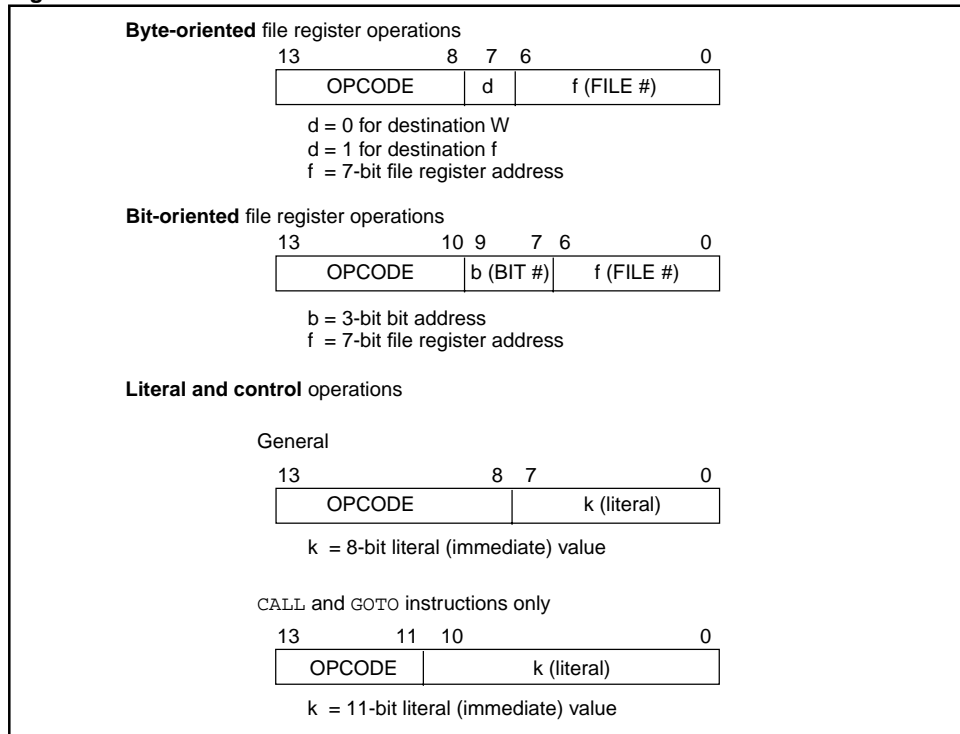 Byte-oriented file register operations
13 8 7 6 0
OPCODE d f (FILE #)
d = 0 for destination W
d = 1 for destination f
f = 7-bit file register address
Bit-oriented file register operations
13 10 9 7 6 0
OPCODE b (BIT #) f (FILE #)
b = 3-bit bit address
f = 7-bit file register address
Literal and control operations
General
13 8 7 0
OPCODE k (literal)
k = 8-bit literal (immediate) value
CALL and GOTO instructions only
13 11 10 0
OPCODE k (literal)
k = 11-bit literal (immediate) value